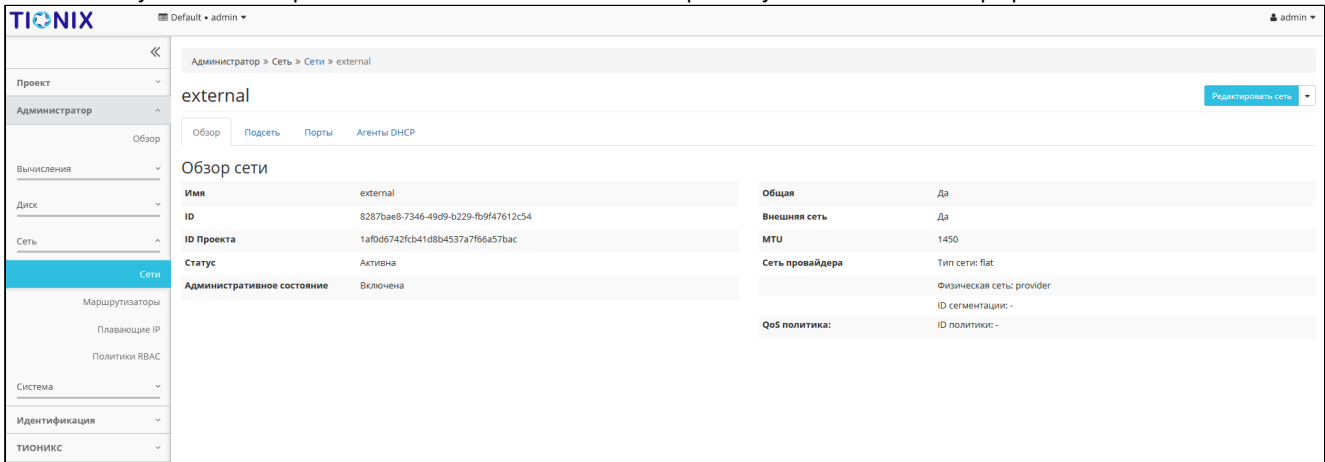 TIONIX
Default • admin
admin
Администратор » Сеть » Сети » external
Проект
external
Редактировать сеть
Администратор
Обзор
Обзор Подсеть Порты Агенты DHCP
Вычисления
Обзор сети
Имя external Общая Да
Диск
ID 8287bae8-7346-49d9-b229-fb9f47612c54 Внешняя сеть Да
Сеть
ID Проекта 1af0d6742fcb41d8b4537a7f66a57bac MTU 1450
Статус Активна Сеть провайдера Тип сети: flat
Сети
Административное состояние Включена Физическая сеть: provider
Маршрутизаторы
ID сегментации: -
Плавающие IP
QoS политика: ID политики: -
Политики RBAC
Система
Идентификация
ТИОНИКС